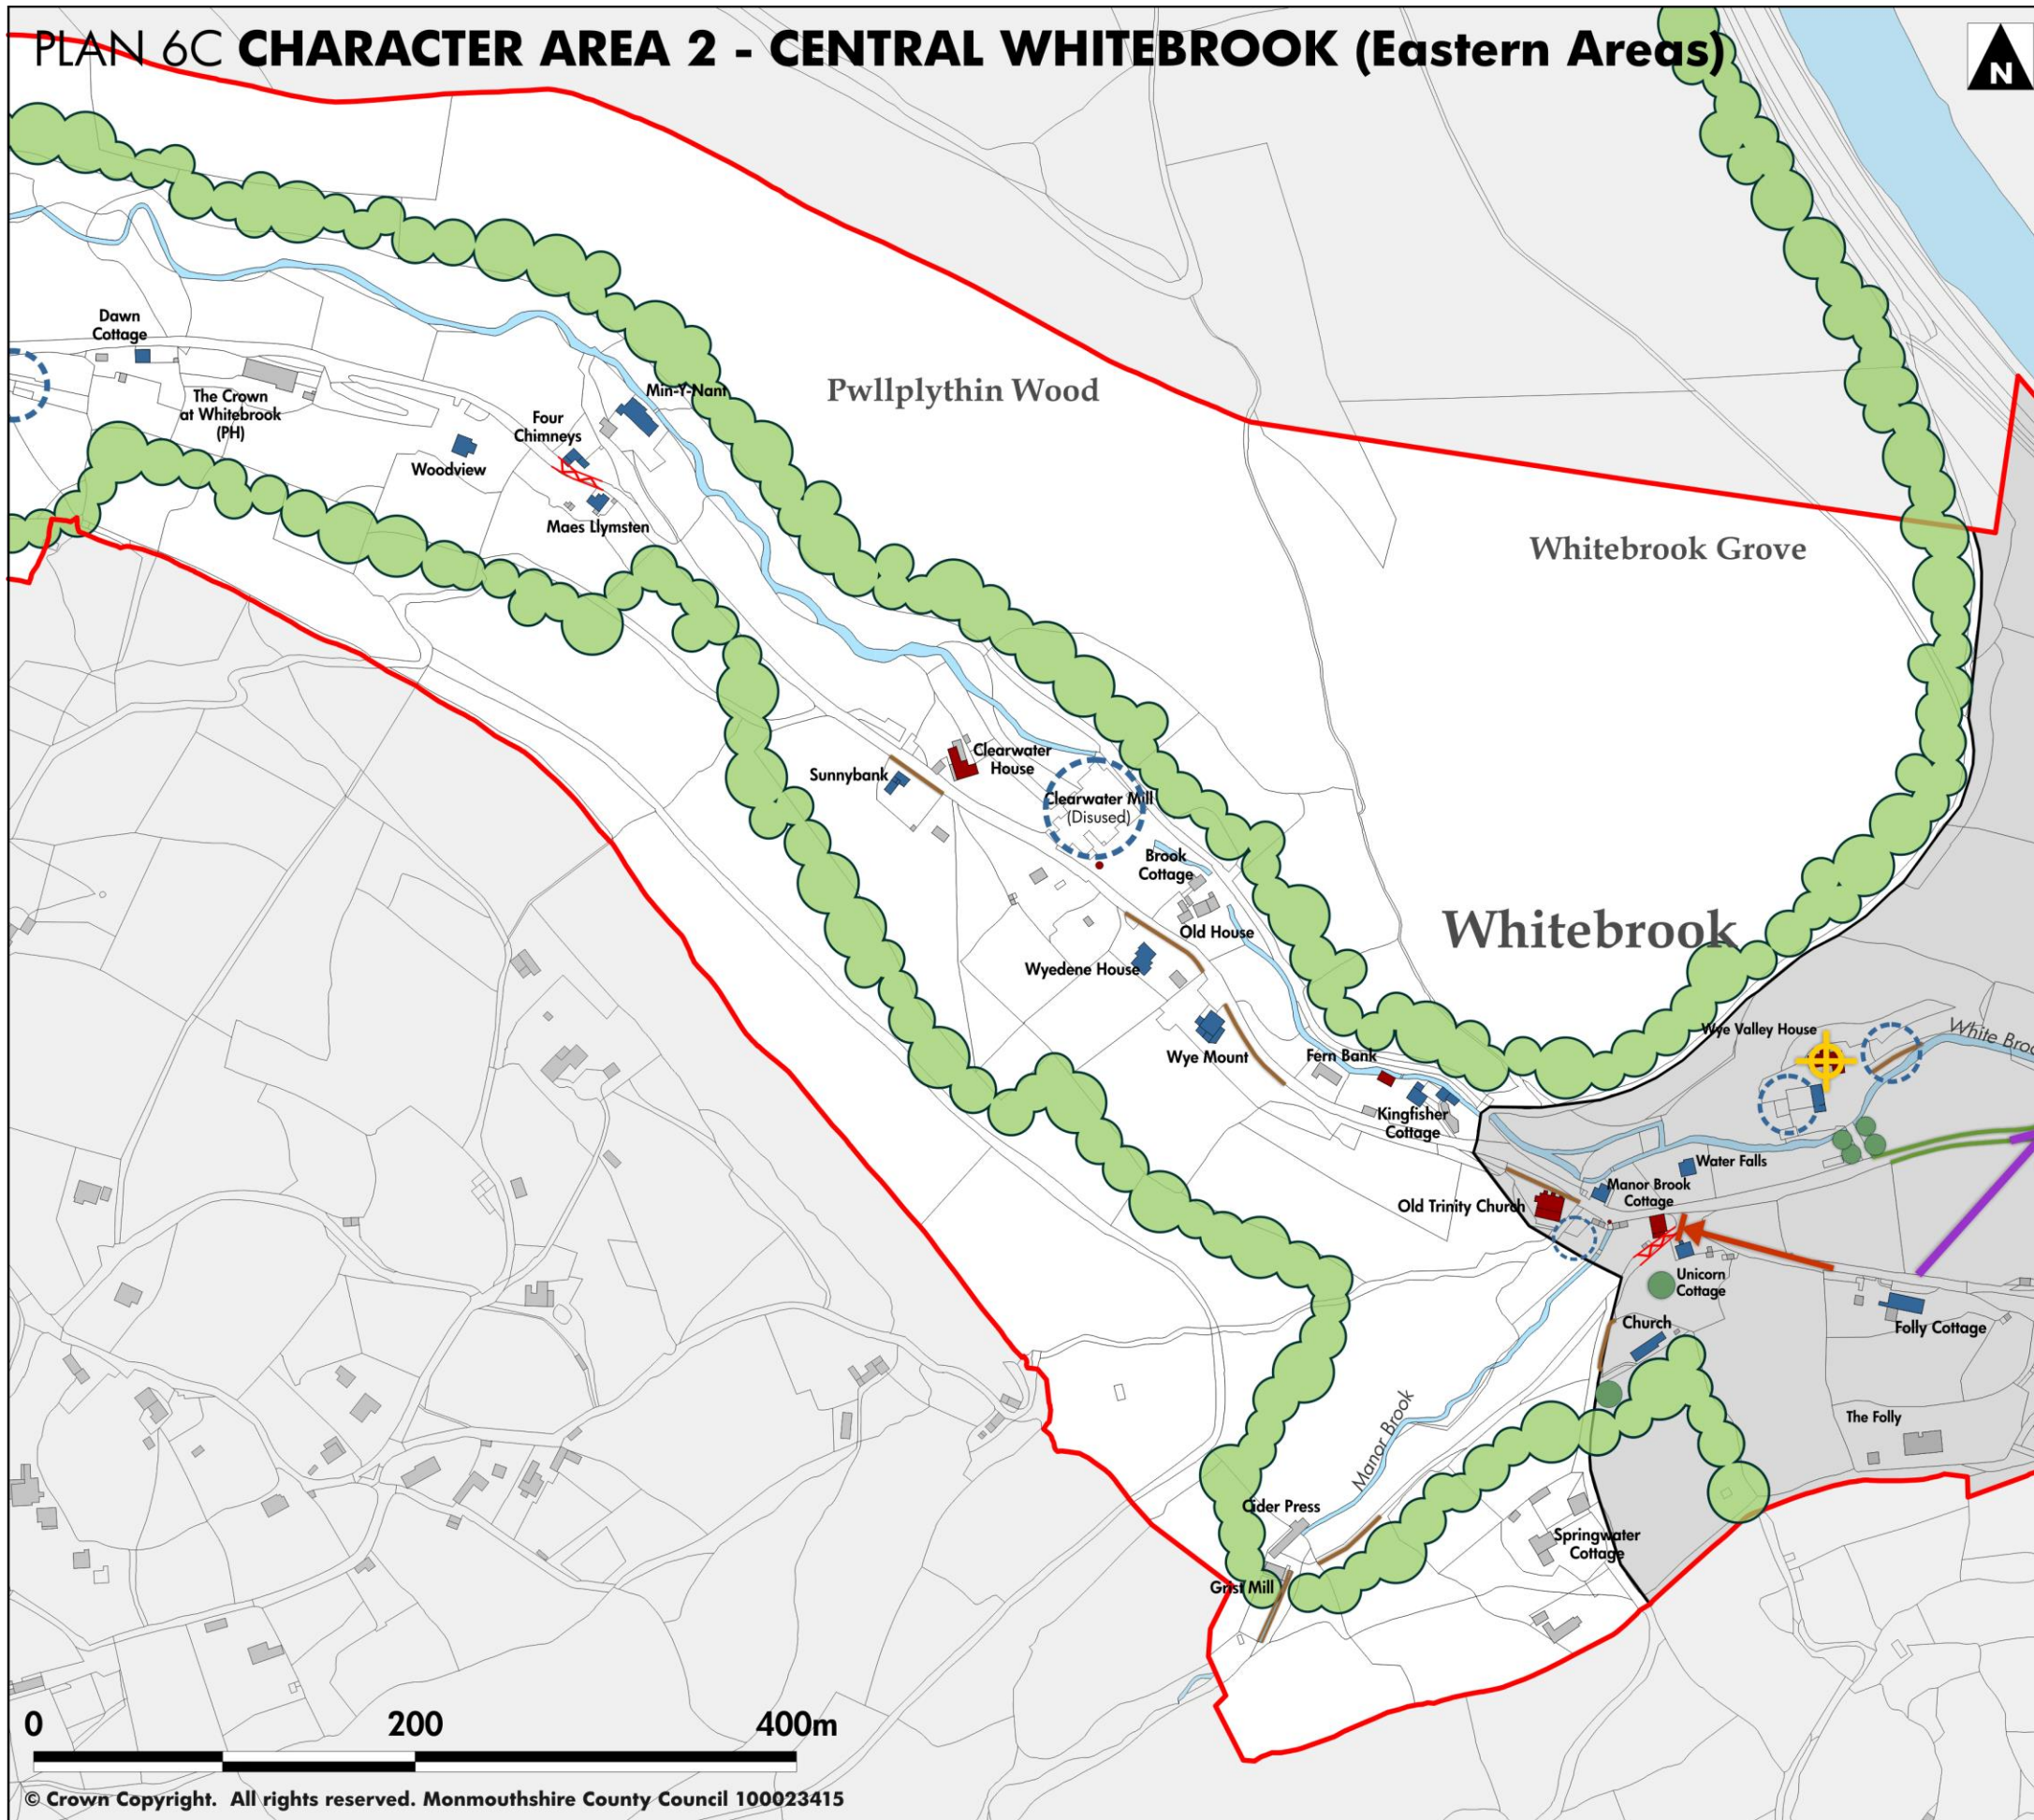 PLAN 6C CHARACTER AREA 2 - CENTRAL WHITEBROOK (Eastern Areas)
N
Dawn
Cottage
The Crown
at Whitebrook
(PH)
Four
Chimneys
Min-Y-Nant
Woodview
Maes Llymsten
Pwllplythin Wood
Whitebrook Grove
Sunnybank
Clearwater
House
Clearwater Mill
(Disused)
Brook
Cottage
Old House
Wyedene House
Wye Mount
Whitebrook
Fern Bank
Kingfisher
Cottage
Wye Valley House
White Broo
Water Falls
Manor Brook
Cottage
Old Trinity Church
Unicorn
Cottage
Church
Folly Cottage
The Folly
Manor Brook
Cider Press
Grist Mill
Springwater
Cottage
0 200 400m
© Crown Copyright. All rights reserved. Monmouthshire County Council 100023415